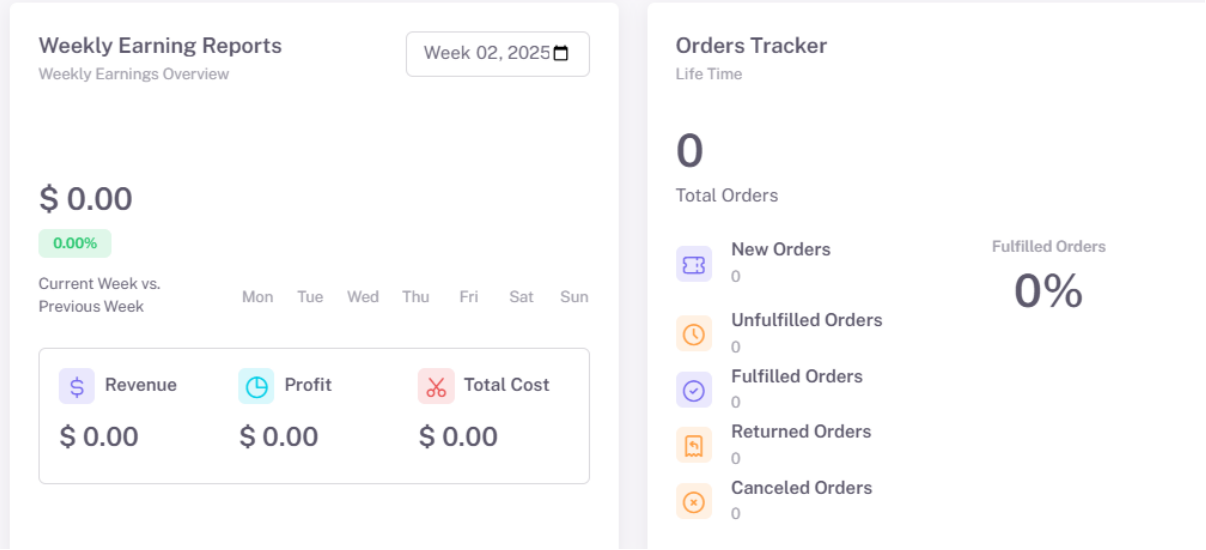 Weekly Earning Reports
Weekly Earnings Overview
Week 02, 2025
$ 0.00
0.00%
Current Week vs.
Previous Week
Mon Tue Wed Thu Fri Sat Sun
Revenue
$ 0.00
Profit
$ 0.00
Total Cost
$ 0.00
Orders Tracker
Life Time
0
Total Orders
New Orders
0
Unfulfilled Orders
0
Fulfilled Orders
0
Returned Orders
0
Canceled Orders
0
Fulfilled Orders
0%